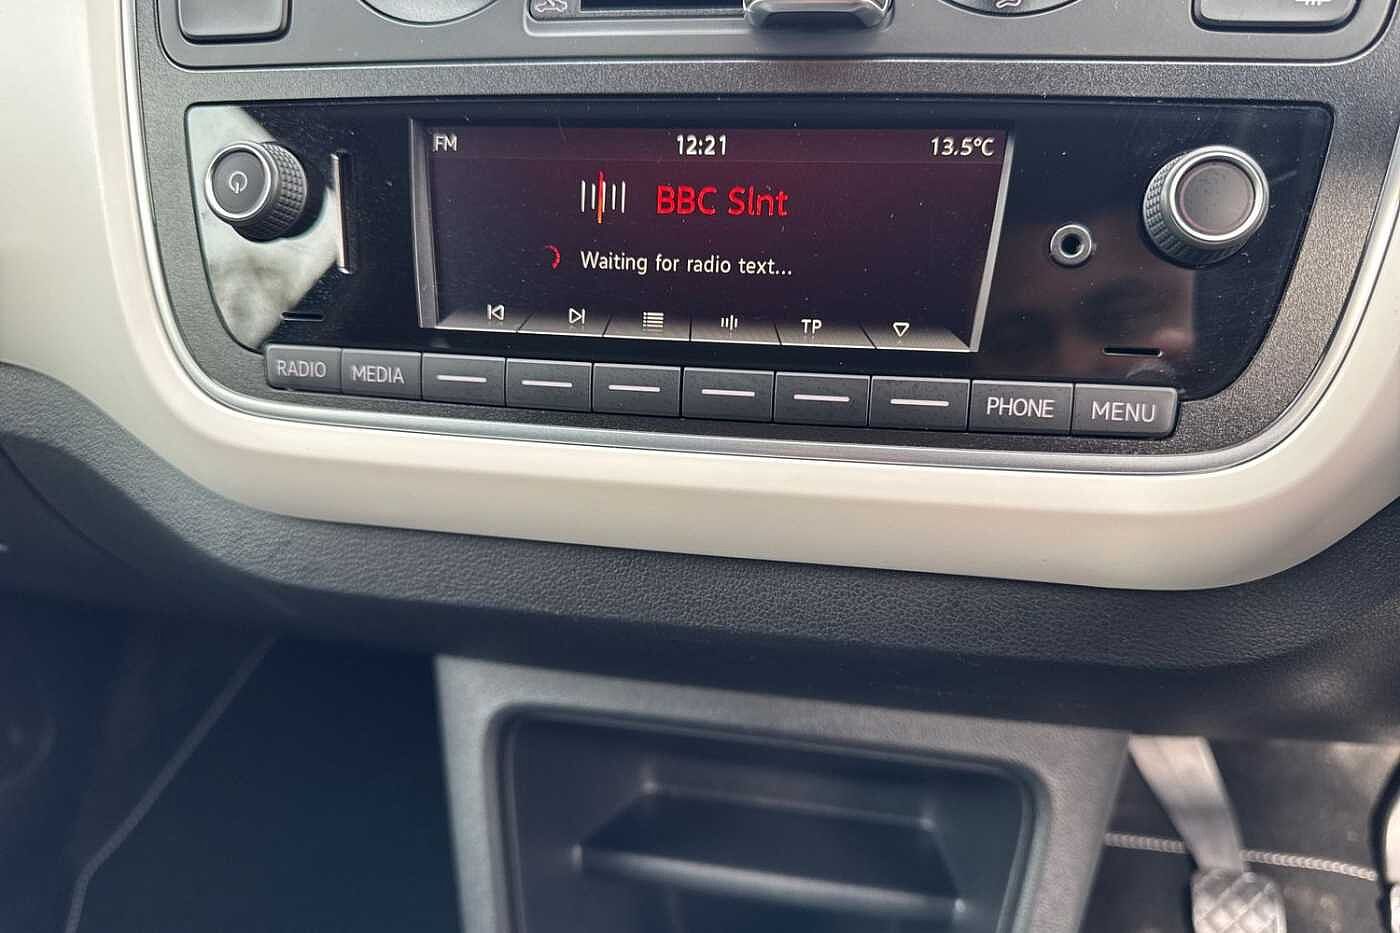 FM 12:21 13.5°C
BBC Slnt
Waiting for radio text...
TP
RADIO MEDIA PHONE MENU